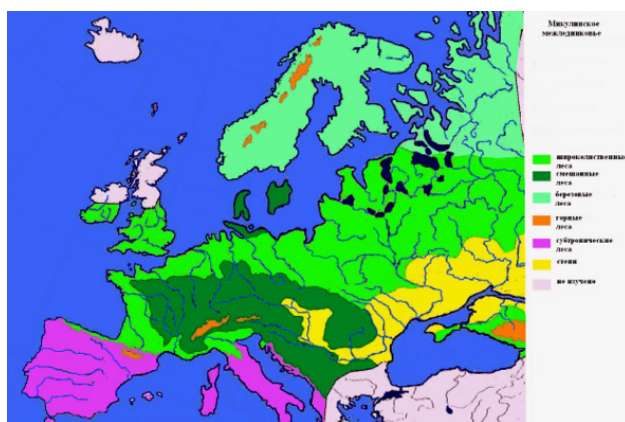 Микулинское
межледниковье
широколиственные
леса
смешанные
леса
березовые
леса
горные
леса
субтропические
леса
степи
не изучено